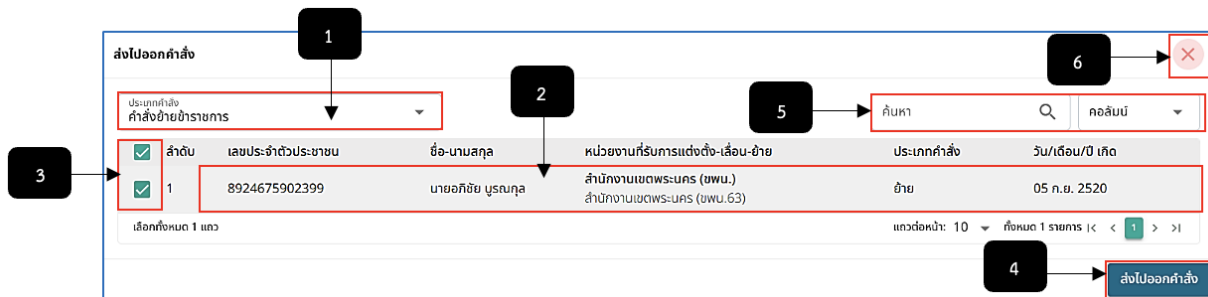 1
ส่งไปออกคำสั่ง
6
ประเภทคำสั่ง
คำสั่งย้ายข้าราชการ
2
5
ค้นหา
คอลัมน์
3
ลำดับ เลขประจำตัวประชาชน ชื่อ-นามสกุล หน่วยงานที่รับการแต่งตั้ง-เลื่อน-ย้าย ประเภทคำสั่ง วัน/เดือน/ปี เกิด
1 8924675902399 นายอภิชัย บูรณกุล สำนักงานเขตพระนคร (ขพน.) ย้าย 05 ก.ย. 2520
สำนักงานเขตพระนคร (ขพน.63)
เลือกทั้งหมด 1 แถว แถวต่อหน้า: 10 ทั้งหมด 1 รายการ |< < 1 > >|
4
ส่งไปออกคำสั่ง